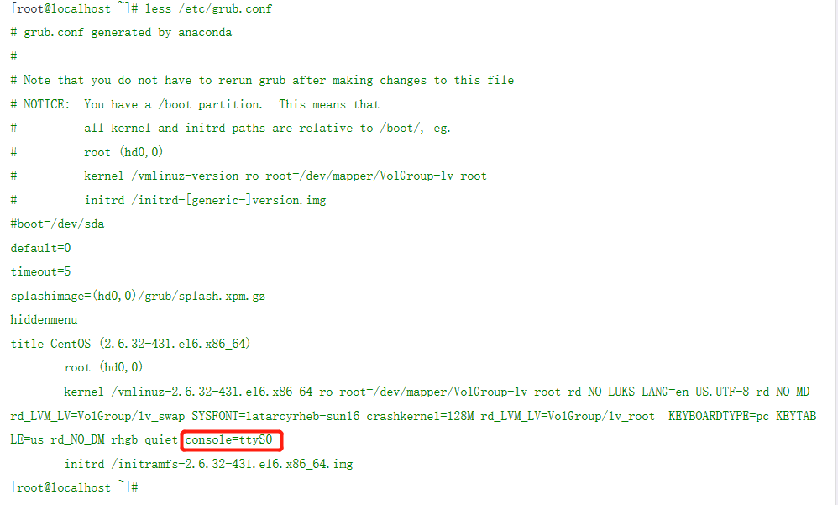 [root@localhost ~]# less /etc/grub.conf
# grub.conf generated by anaconda
#
# Note that you do not have to rerun grub after making changes to this file
# NOTICE:  You have a /boot partition.  This means that
#          all kernel and initrd paths are relative to /boot/, eg.
#          root (hd0,0)
#          kernel /vmlinuz-version ro root=/dev/mapper/VolGroup-lv_root
#          initrd /initrd-[generic-]version.img
#boot=/dev/sda
default=0
timeout=5
splashimage=(hd0,0)/grub/splash.xpm.gz
hiddenmenu
title CentOS (2.6.32-431.el6.x86_64)
        root (hd0,0)
        kernel /vmlinuz-2.6.32-431.el6.x86_64 ro root=/dev/mapper/VolGroup-lv_root rd_NO_LUKS LANG=en_US.UTF-8 rd_NO_MD
rd_LVM_LV=VolGroup/lv_swap SYSFONT=latarcyrheb-sun16 crashkernel=128M rd_LVM_LV=VolGroup/lv_root  KEYBOARDTYPE=pc KEYTAB
LE=us rd_NO_DM rhgb quiet console=ttyS0
        initrd /initramfs-2.6.32-431.el6.x86_64.img
[root@localhost ~]#